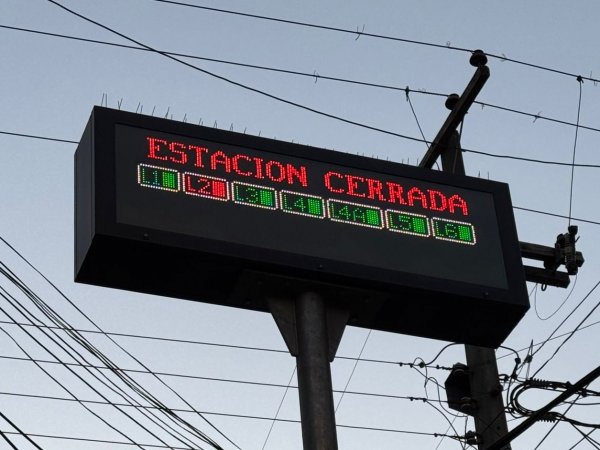 ESTACION CERRADA
L1 L2 L3 L4 L4A L5 L6